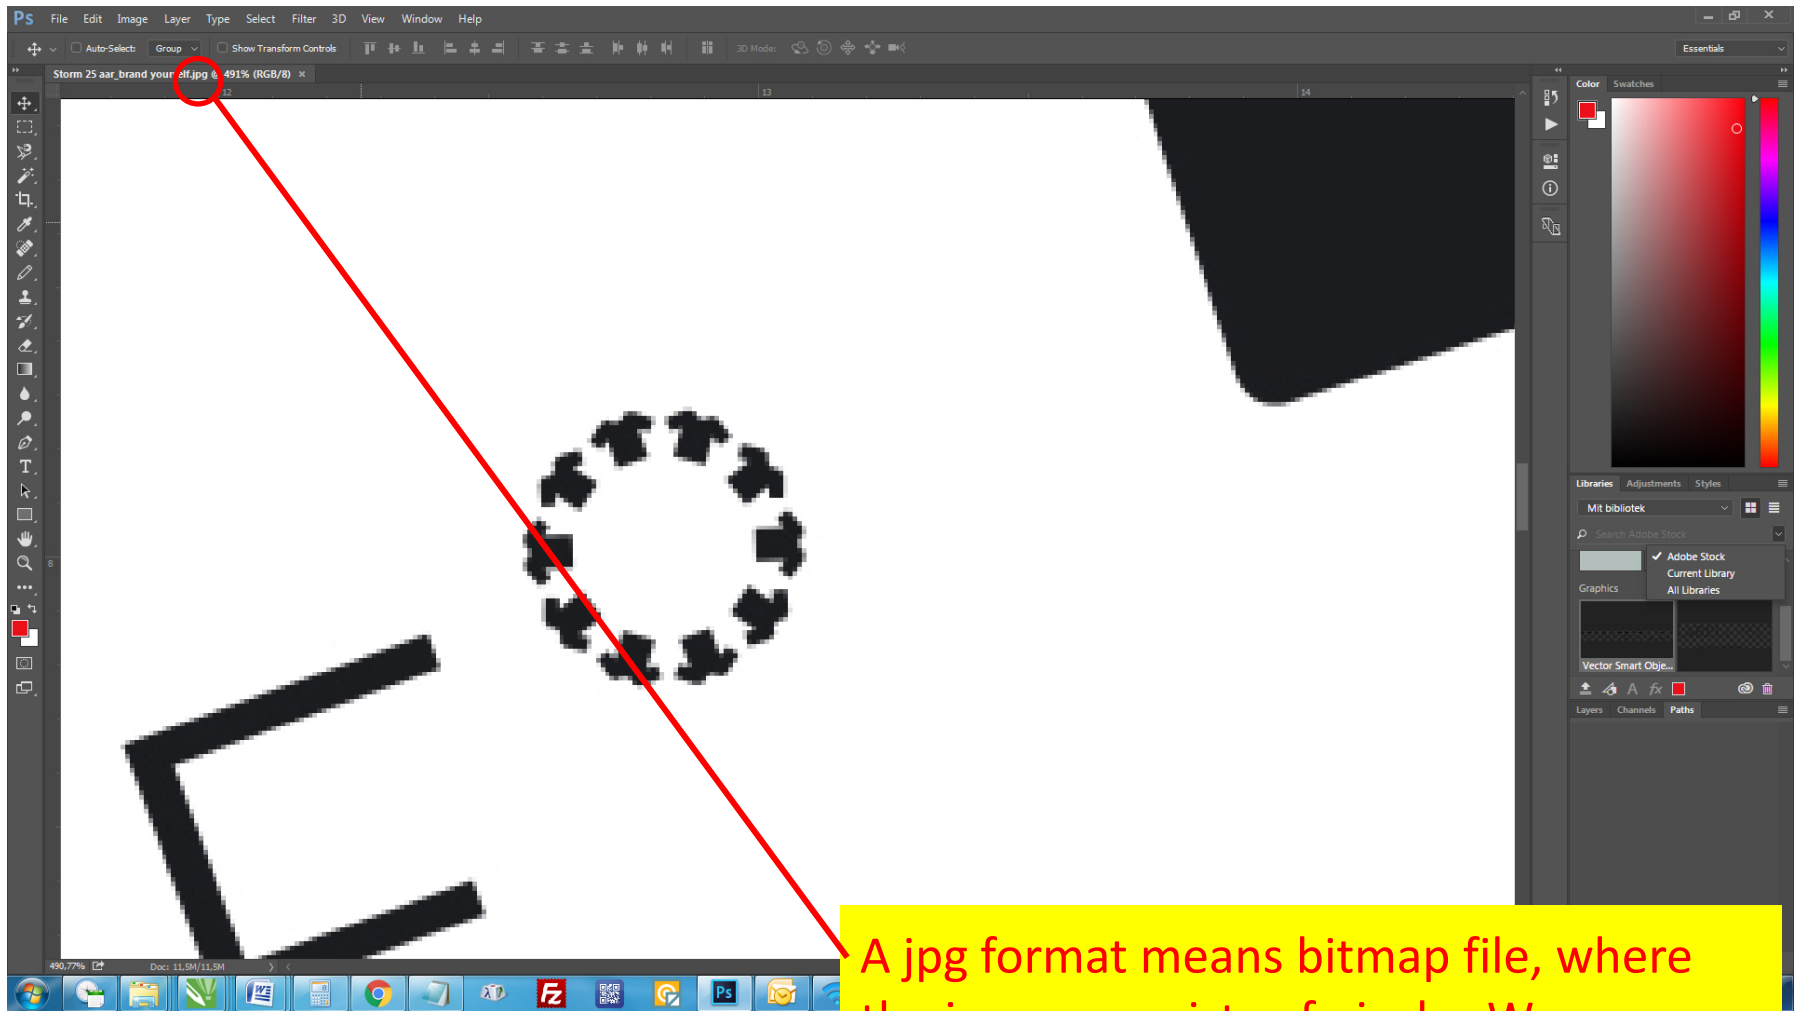 Ps File Edit Image Layer Type Select Filter 3D View Window Help
Auto-Select: Group Show Transform Controls 3D Mode: Essentials
Storm 25 aar_brand yourself.jpg @ 491% (RGB/8) ×
12 13 14
8
Color Swatches
Libraries Adjustments Styles
Mit bibliotek
Search Adobe Stock
Adobe Stock
Current Library
All Libraries
Graphics
Vector Smart Obje...
Layers Channels Paths
490,77% Doc: 11,5M/11,5M
A jpg format means bitmap file, where